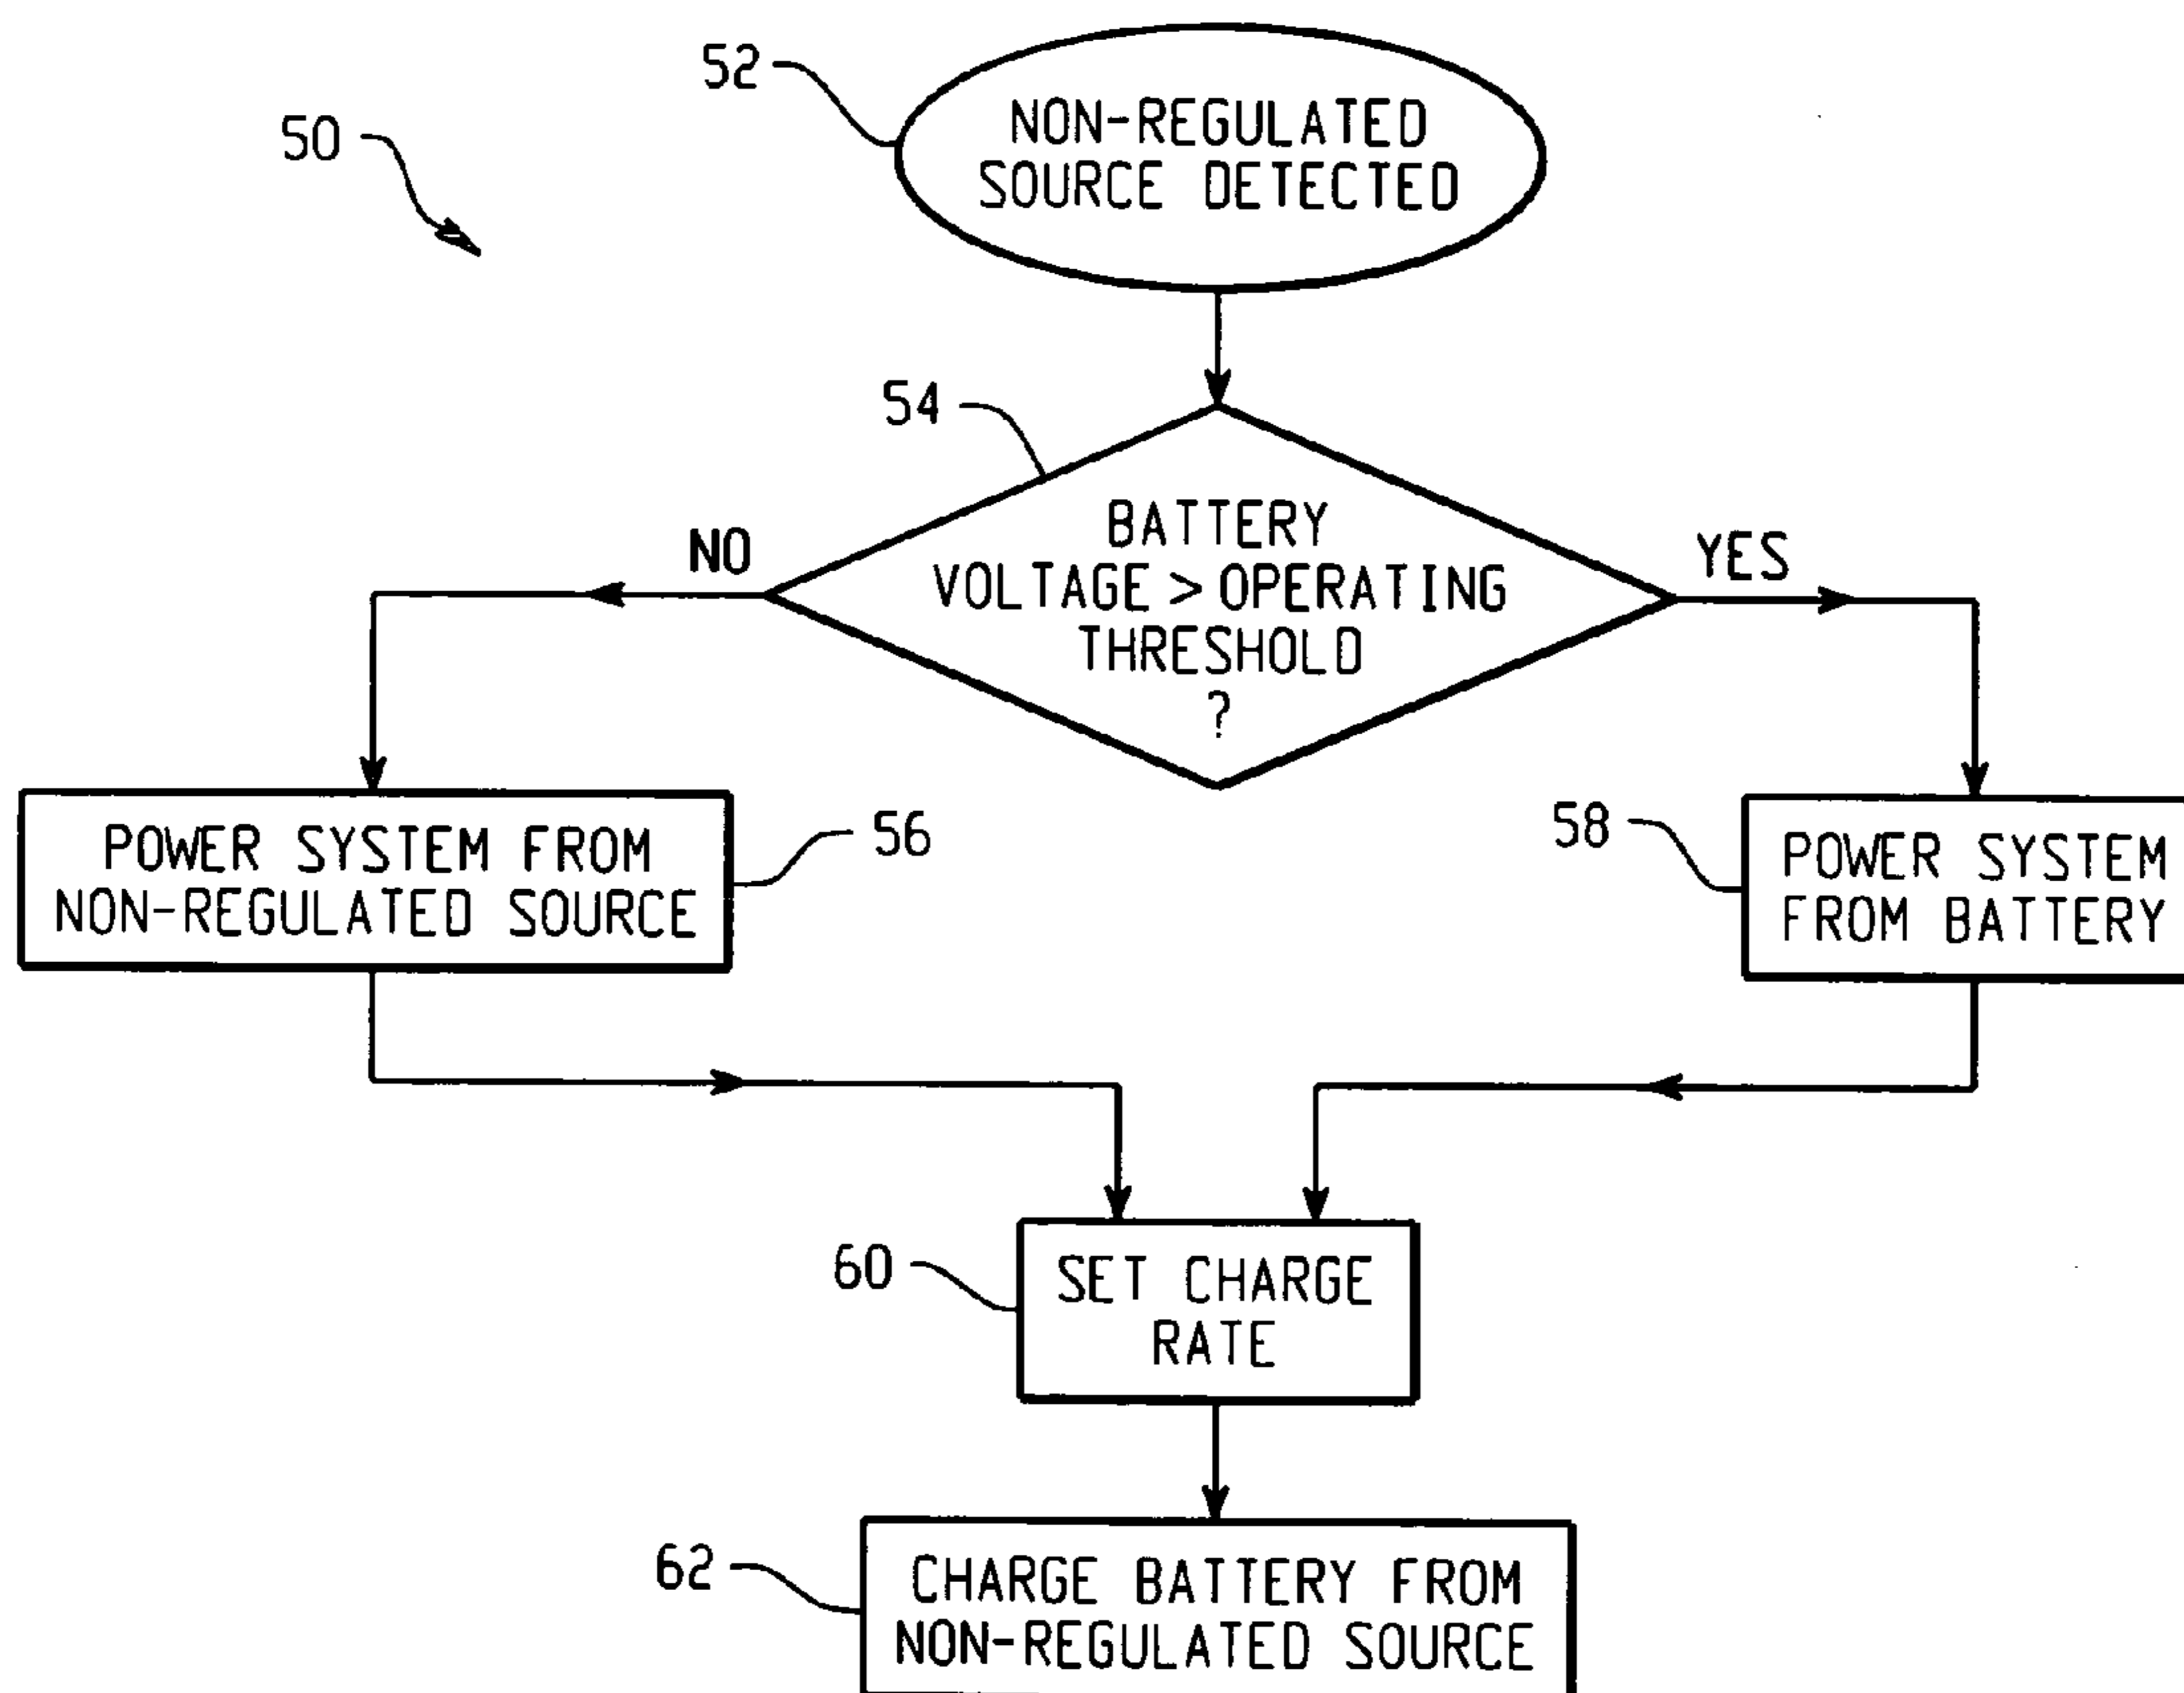 52
NON-REGULATED
SOURCE DETECTED
50
54
BATTERY
VOLTAGE > OPERATING
THRESHOLD
?
NO
YES
POWER SYSTEM FROM
NON-REGULATED SOURCE
56
58
POWER SYSTEM
FROM BATTERY
60
SET CHARGE
RATE
62
CHARGE BATTERY FROM
NON-REGULATED SOURCE